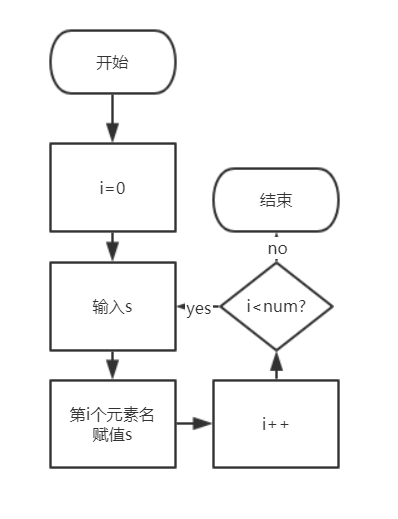 开始
i=0
输入s
第i个元素名
赋值s
i++
i<num?
yes
no
结束